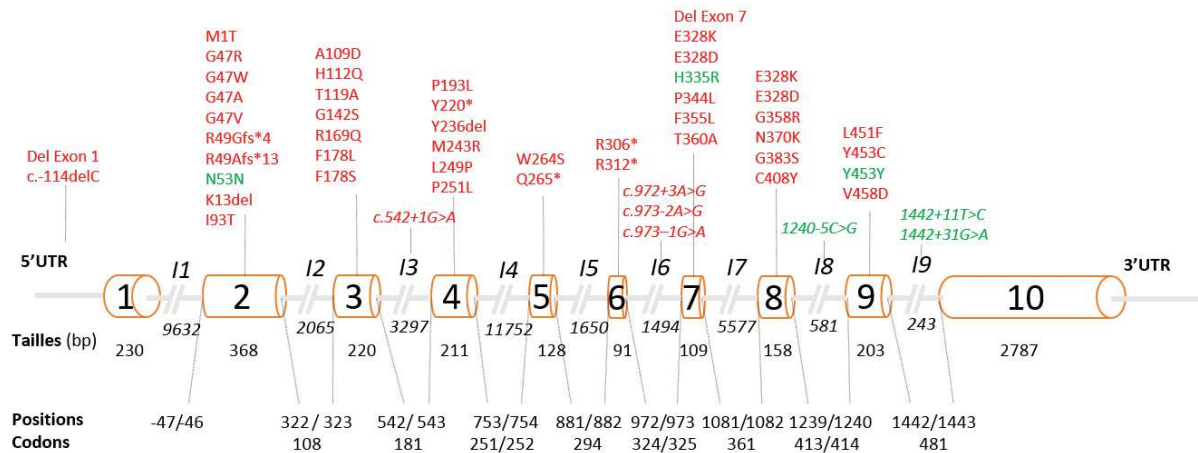 Del Exon 1
c.-114delC
M1T
G47R
G47W
G47A
G47V
R49Gfs*4
R49Afs*13
N53N
K13del
I93T
A109D
H112Q
T119A
G142S
R169Q
F178L
F178S
c.542+1G>A
P193L
Y220*
Y236del
M243R
L249P
P251L
W264S
Q265*
R306*
R312*
c.972+3A>G
c.973-2A>G
c.973–1G>A
Del Exon 7
E328K
E328D
H335R
P344L
F355L
T360A
E328K
E328D
G358R
N370K
G383S
C408Y
1240-5C>G
L451F
Y453C
Y453Y
V458D
1442+11T>C
1442+31G>A
5'UTR I1 I2 I3 I4 I5 I6 I7 I8 I9 3'UTR
1 2 3 4 5 6 7 8 9 10
9632 2065 3297 11752 1650 1494 5577 581 243
Tailles (bp) 230 368 220 211 128 91 109 158 203 2787
Positions -47/-46 322 / 323 542 / 543 753/754 881/882 972/973 1081/1082 1239/1240 1442/1443
Codons 108 181 251/252 294 324/325 361 413/414 481